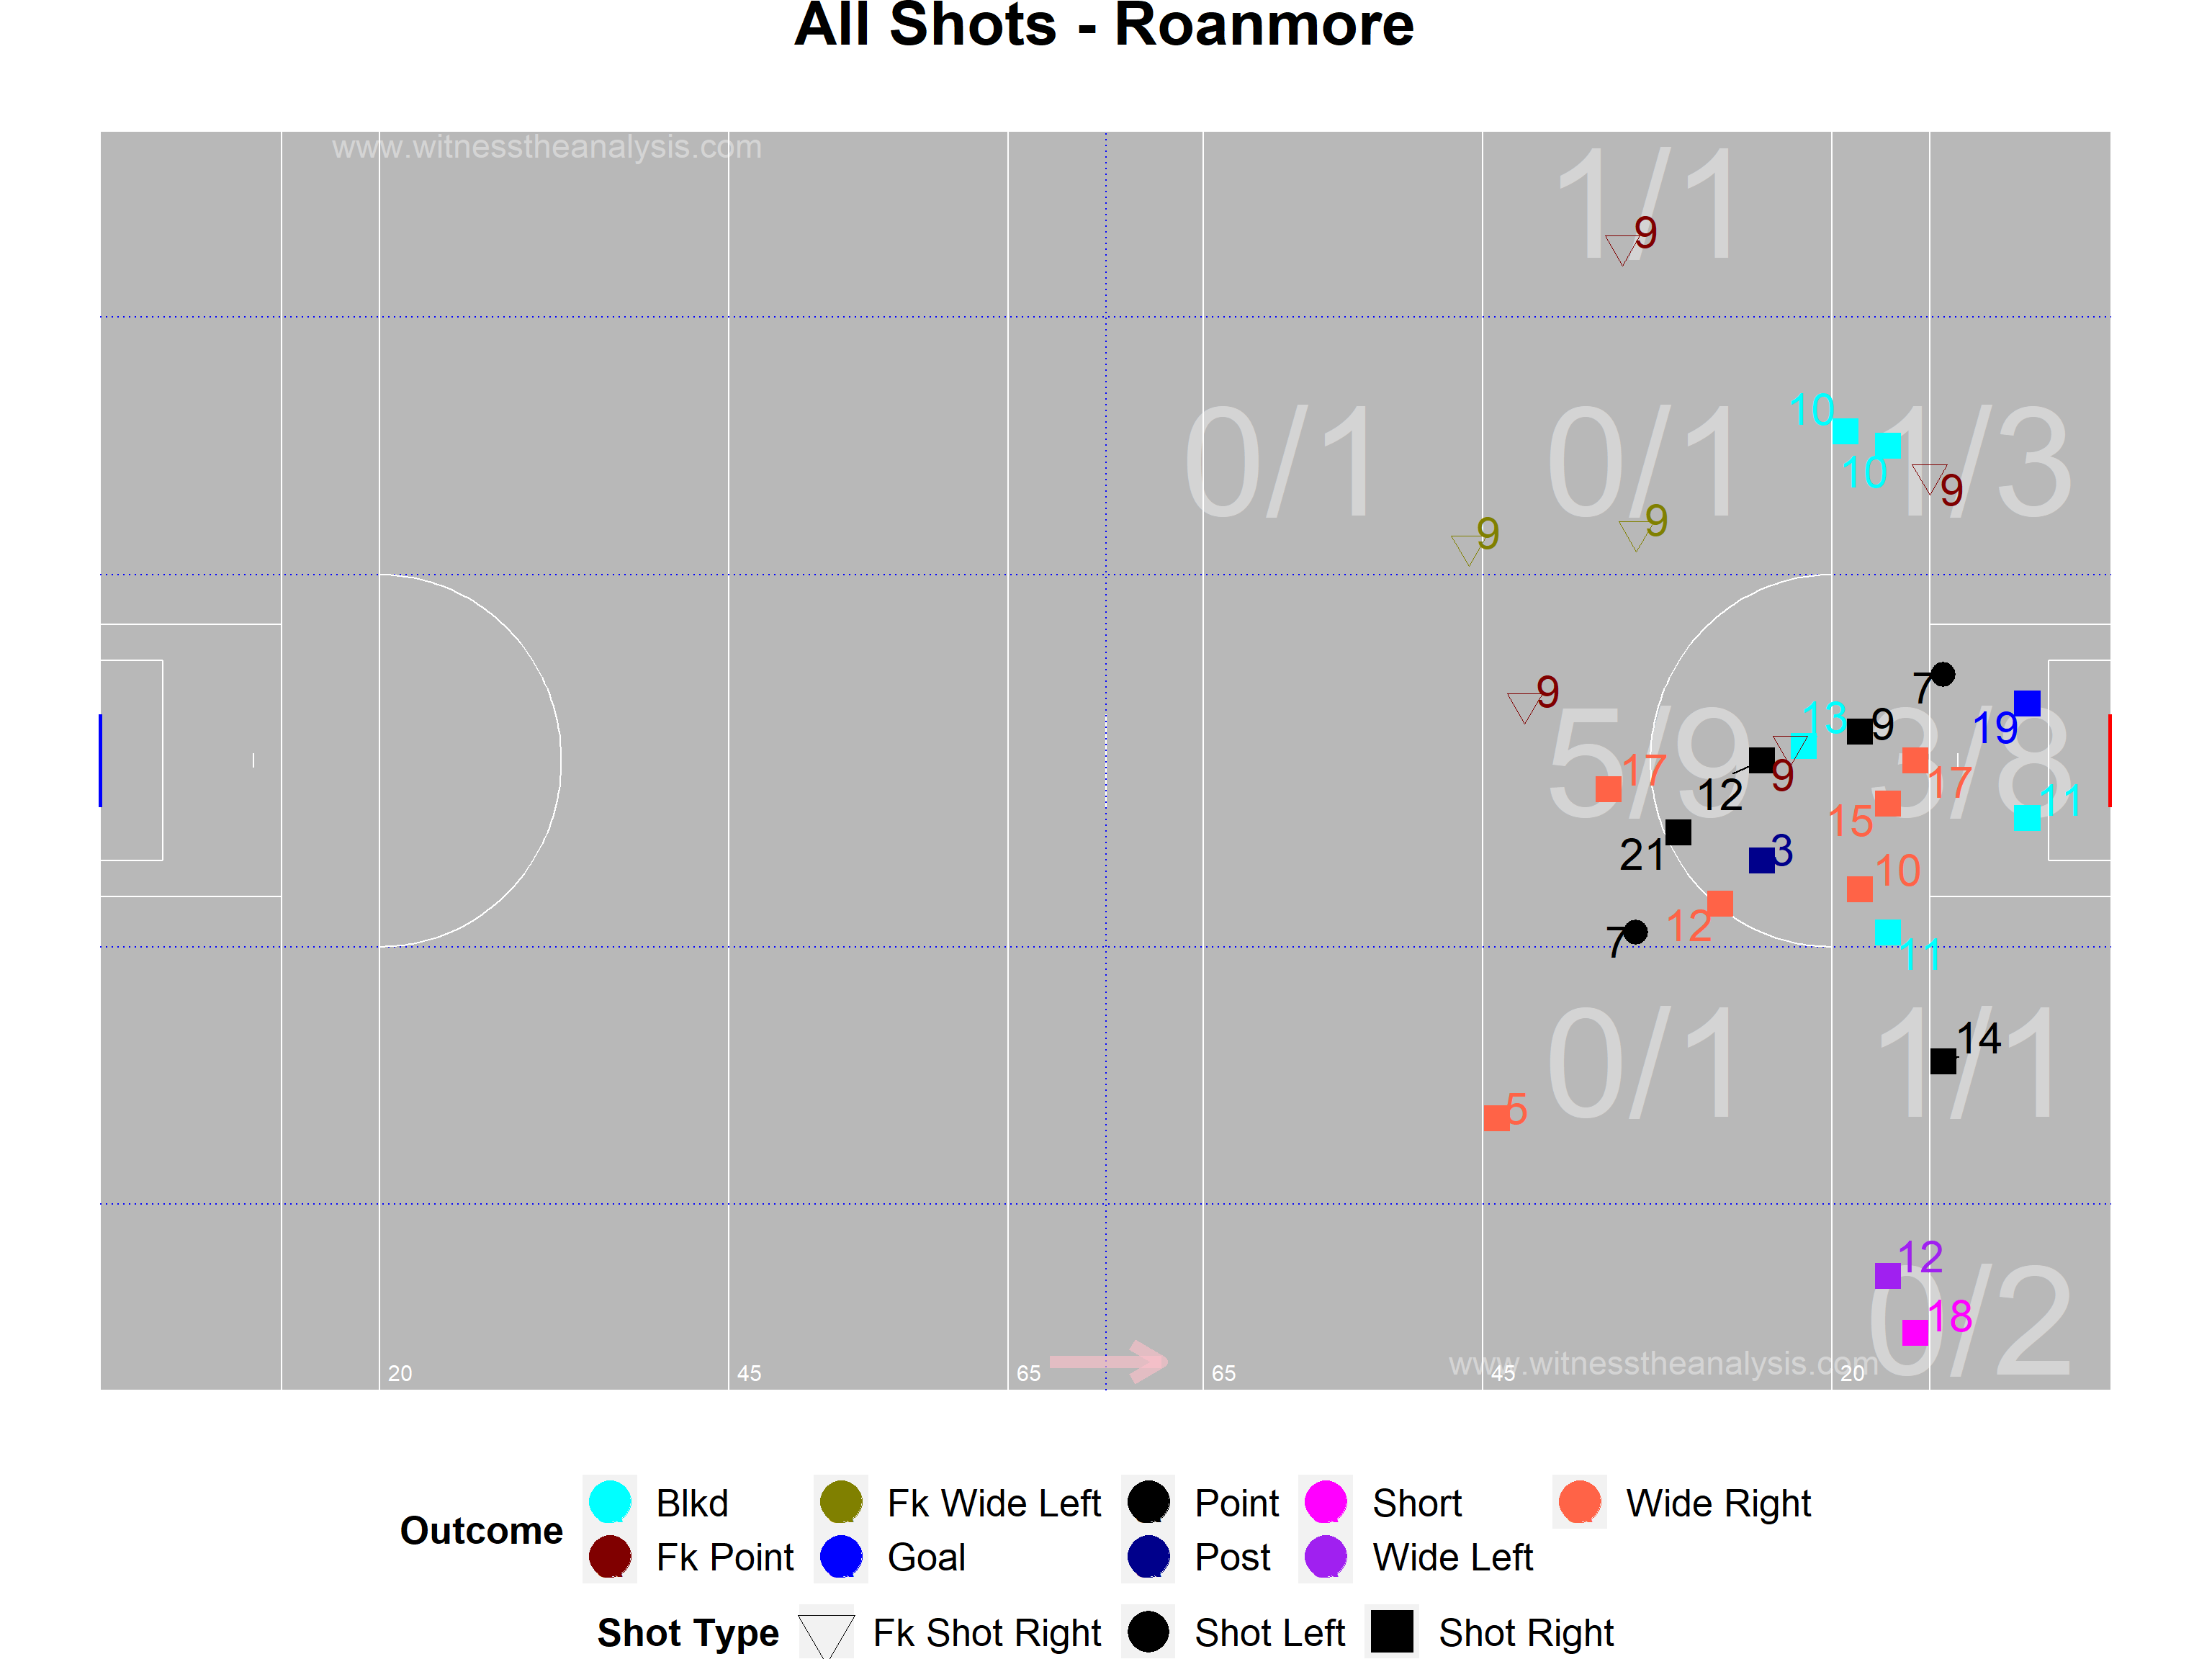 All Shots - Roanmore
www.witnesstheanalysis.com
1/1
9
10
0/1
0/1
1/3
10
9
9
9
7
9
13
9
19
5/9
3/8
17
9
17
12
11
15
21
3
10
12
7
11
0/1
1/1
14
5
12
0/2
18
www.witnesstheanalysis.com
20
45
65
65
45
20
Outcome
Blkd
Fk Wide Left
Point
Short
Wide Right
Fk Point
Goal
Post
Wide Left
Shot Type
Fk Shot Right
Shot Left
Shot Right